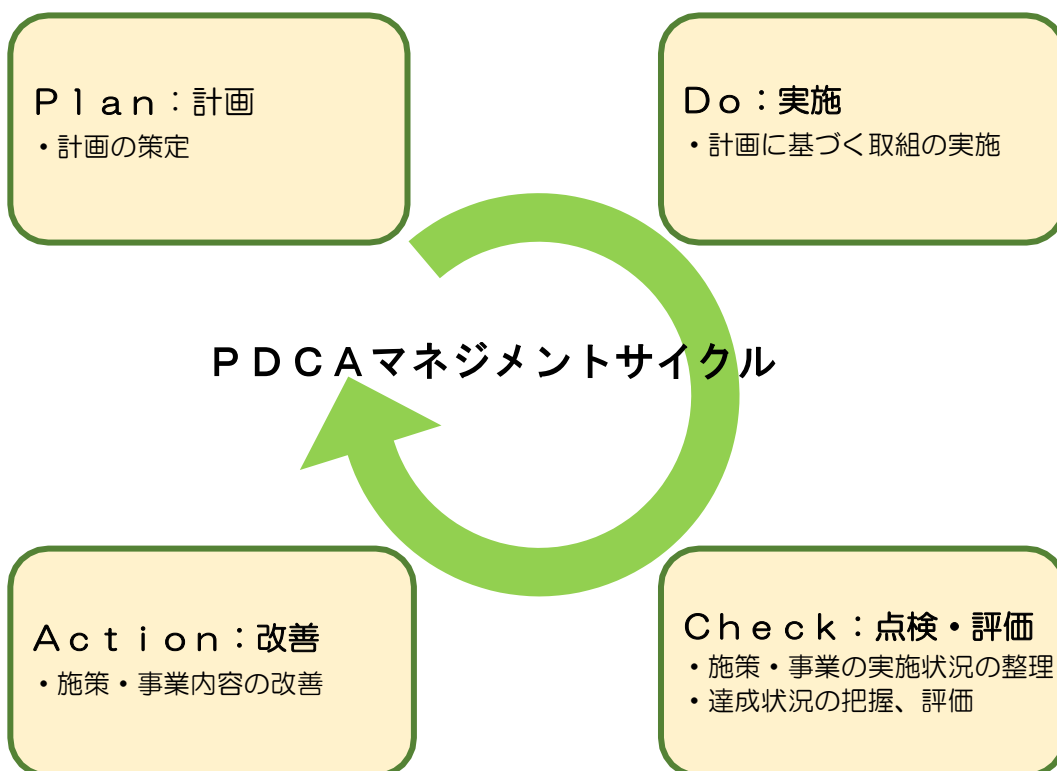 Ｐｌａｎ：計画
・計画の策定
Ｄｏ：実施
・計画に基づく取組の実施
ＰＤＣＡマネジメントサイクル
Ａｃｔｉｏｎ：改善
・施策・事業内容の改善
Ｃｈｅｃｋ：点検・評価
・施策・事業の実施状況の整理
・達成状況の把握、評価